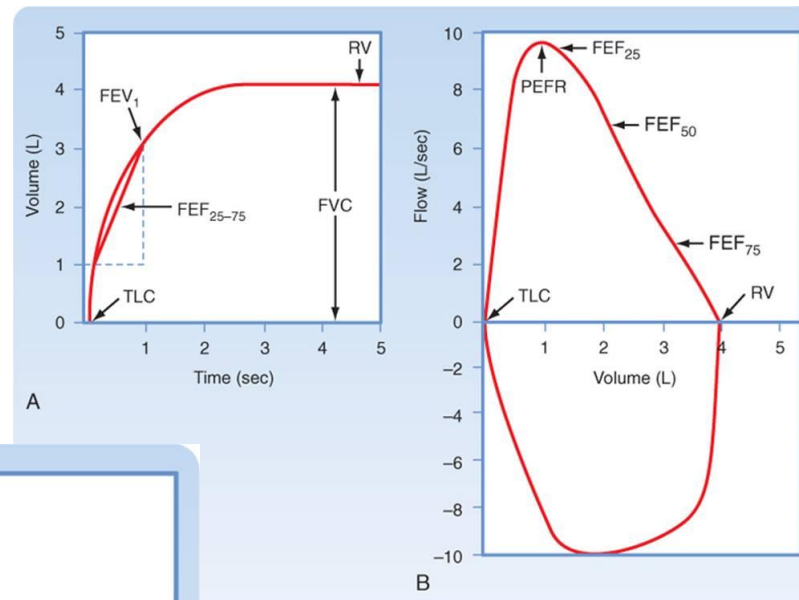 5
4
3
2
1
0
Volume (L)
FEV1
RV
FEF25–75
FVC
TLC
1
2
3
4
5
Time (sec)
A
10
8
6
4
2
0
–2
–4
–6
–8
–10
Flow (L/sec)
FEF25
PEFR
FEF50
FEF75
TLC
RV
1
2
3
4
5
Volume (L)
B